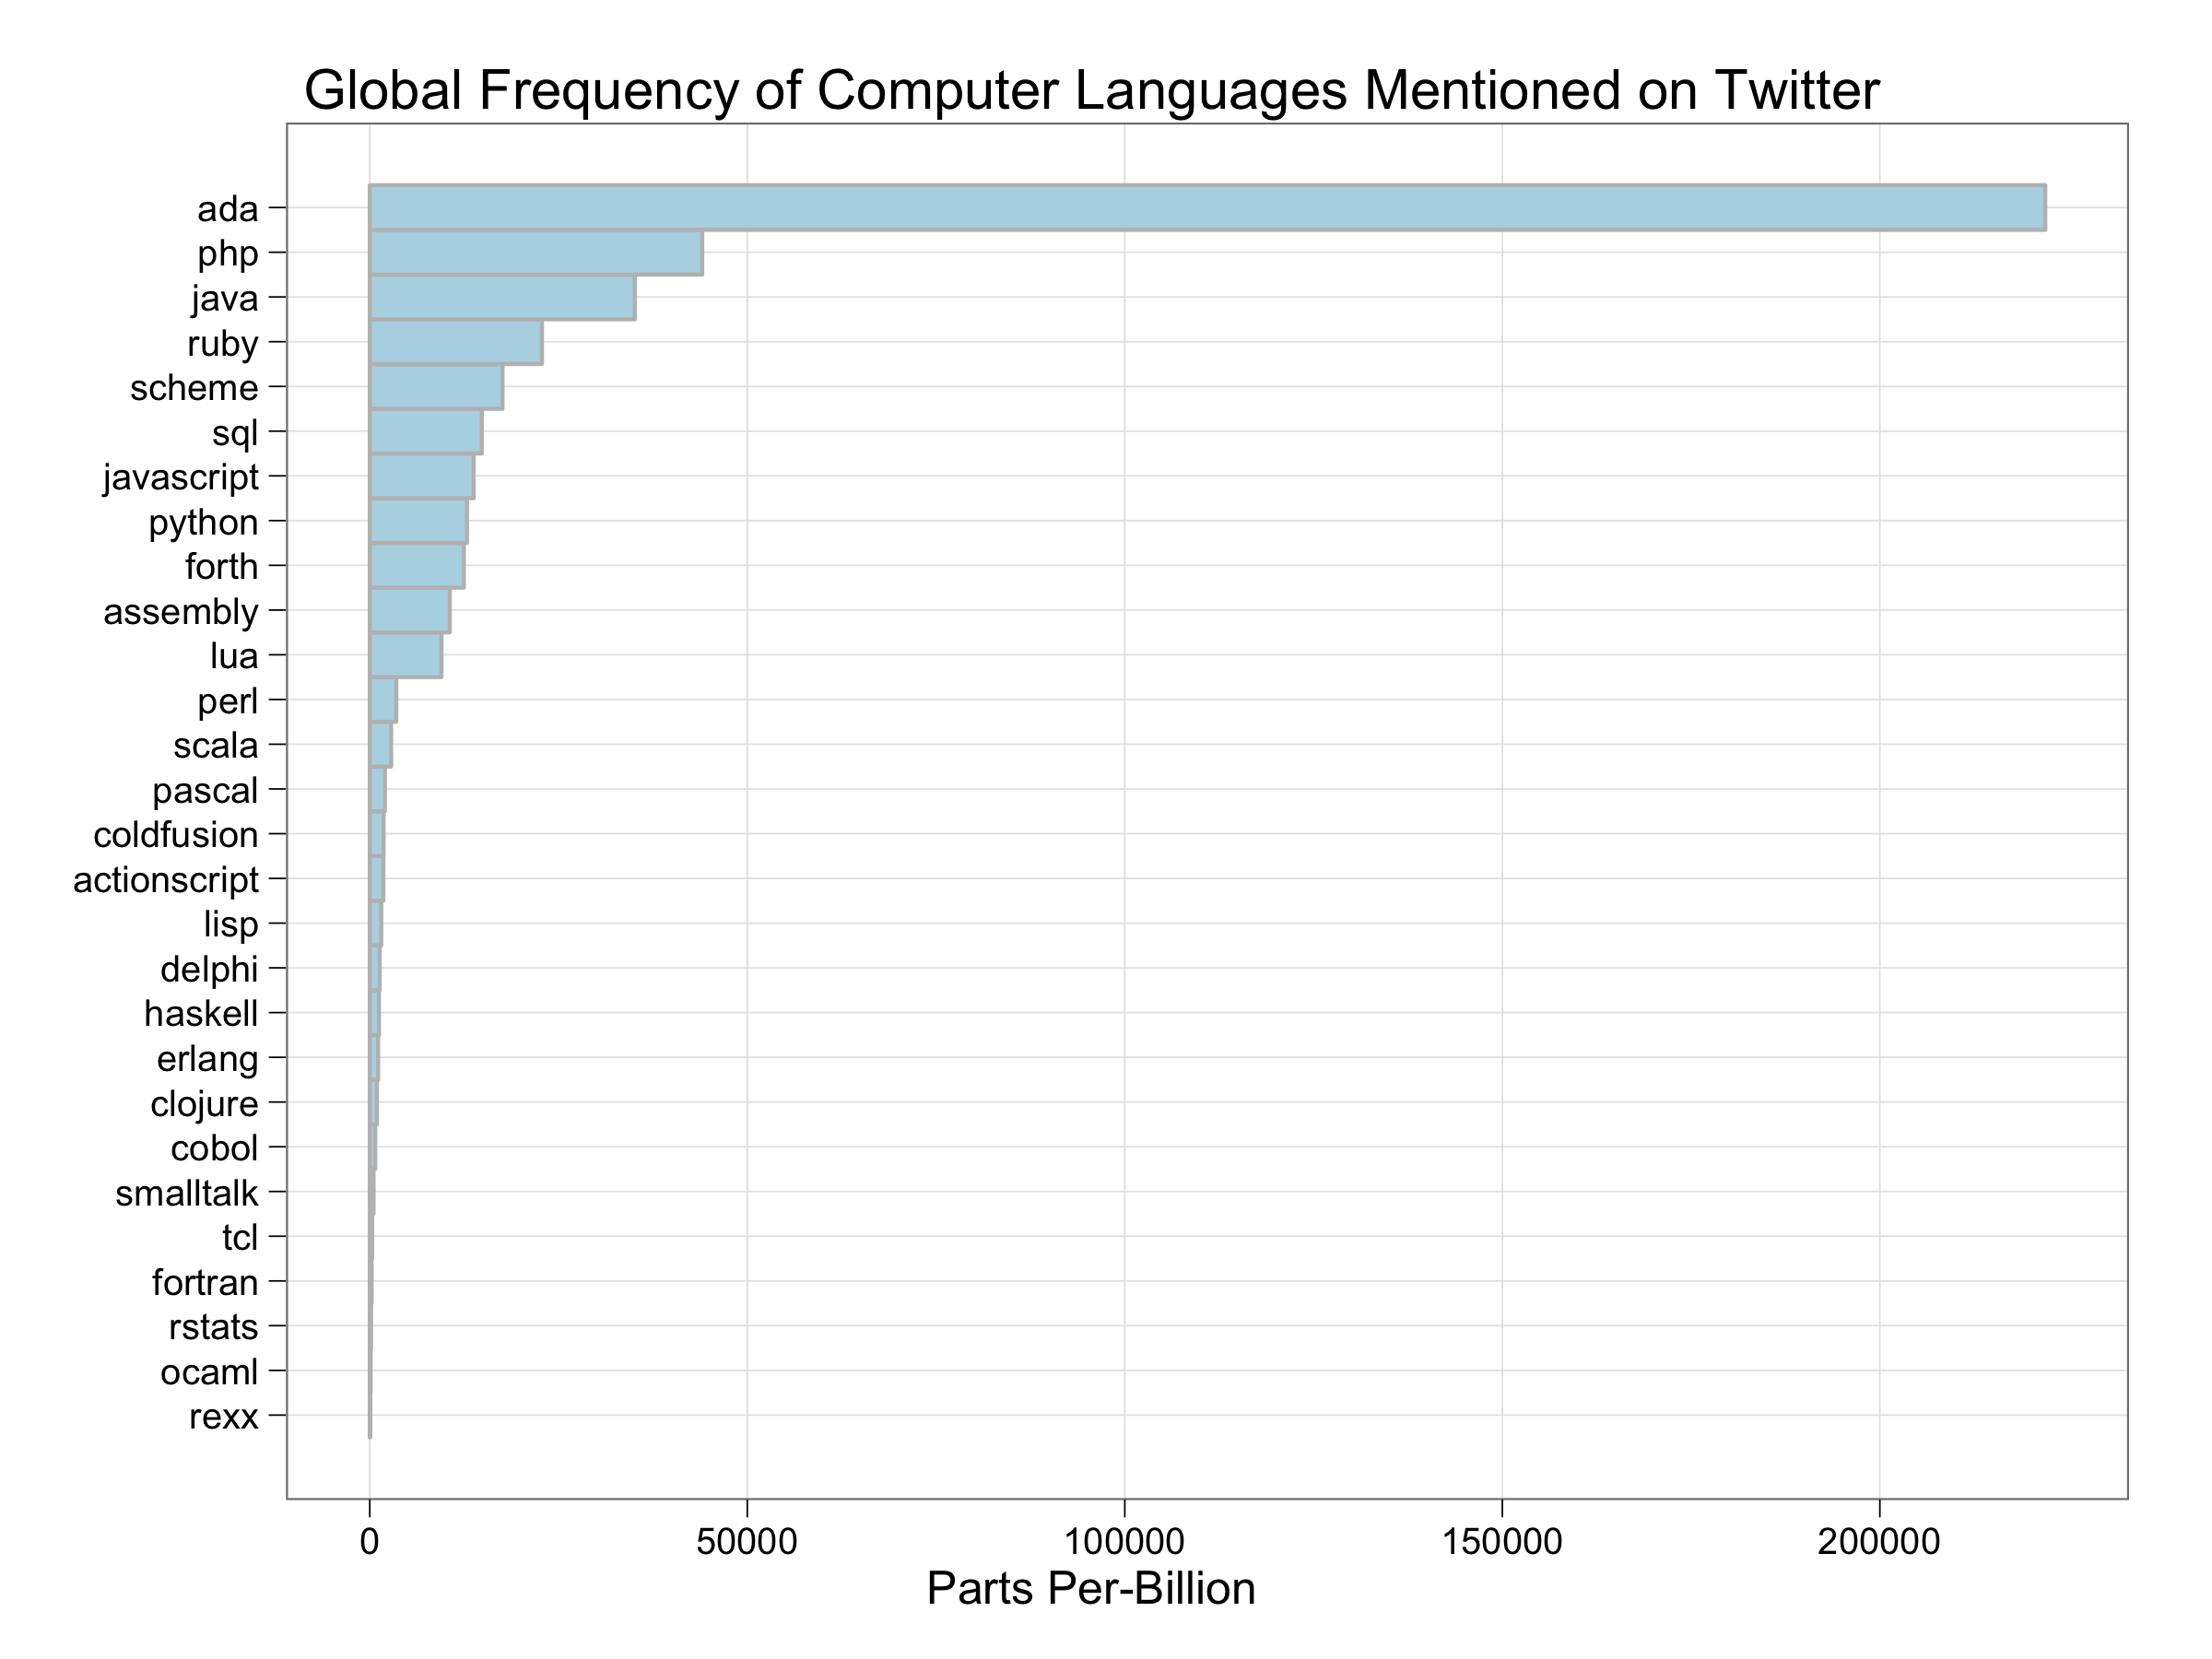 Global Frequency of Computer Languages Mentioned on Twitter
ada
php
java
ruby
scheme
sql
javascript
python
forth
assembly
lua
perl
scala
pascal
coldfusion
actionscript
lisp
delphi
haskell
erlang
clojure
cobol
smalltalk
tcl
fortran
rstats
ocaml
rexx
0 50000 100000 150000 200000
Parts Per-Billion